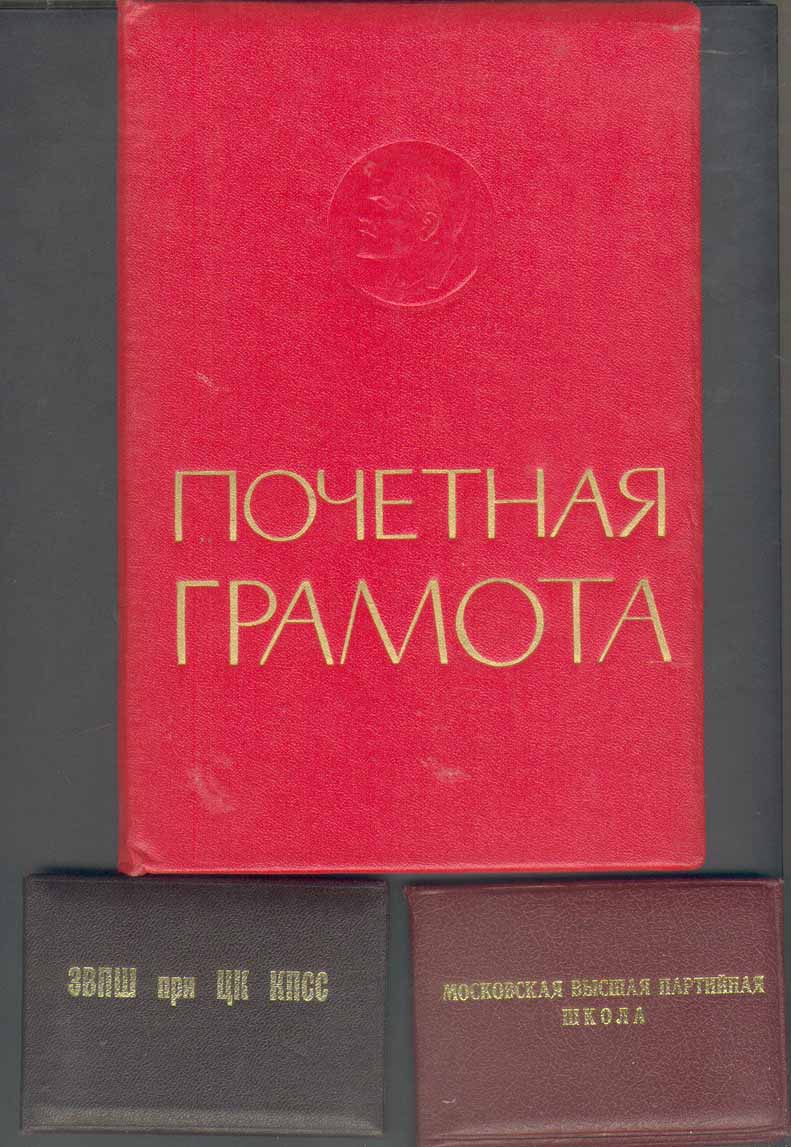 ПОЧЕТНАЯ
ГРАМОТА
ЗВПШ при ЦК КПСС
МОСКОВСКАЯ ВЫСШАЯ ПАРТИЙНАЯ
ШКОЛА